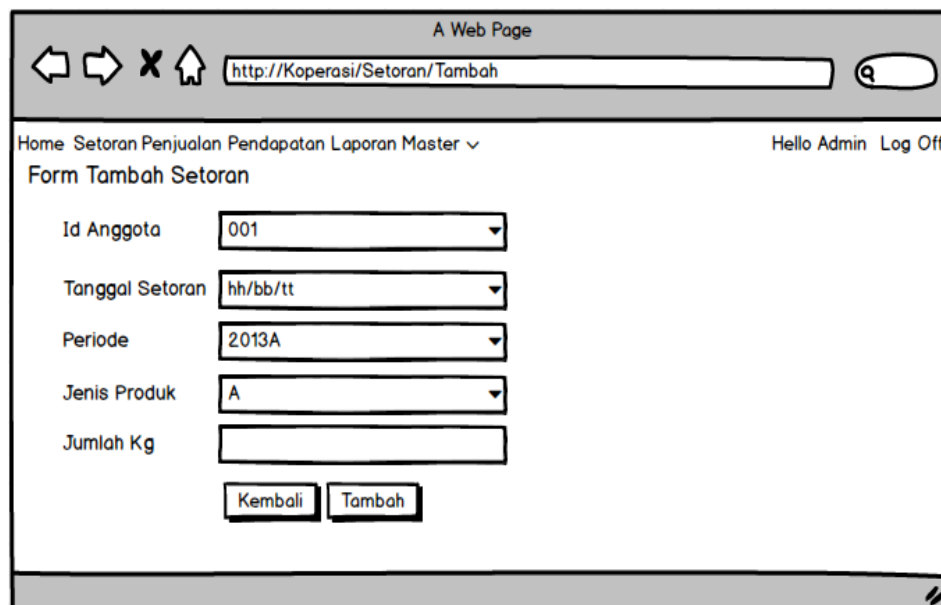 A Web Page
http://Koperasi/Setoran/Tambah
Home Setoran Penjualan Pendapatan Laporan Master Hello Admin Log Off
Form Tambah Setoran
Id Anggota 001
Tanggal Setoran hh/bb/tt
Periode 2013A
Jenis Produk A
Jumlah Kg
Kembali Tambah